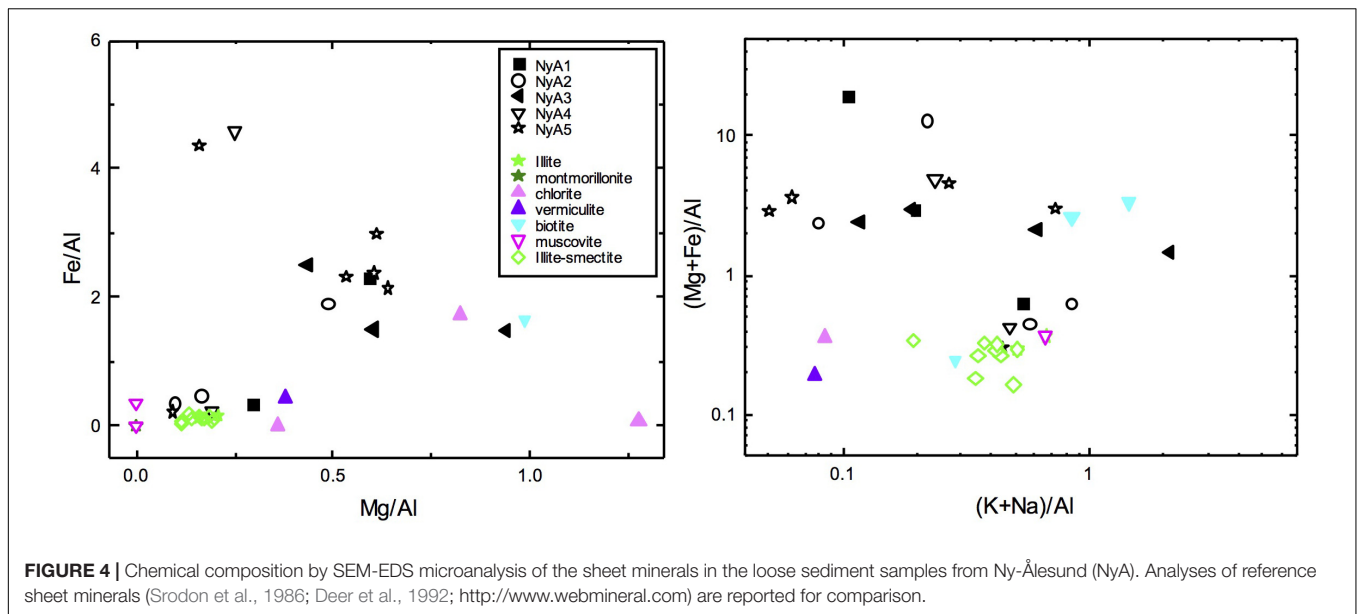 6
4
2
0
Fe/Al
0.0
0.5
1.0
Mg/Al
NyA1
NyA2
NyA3
NyA4
NyA5
Illite
montmorillonite
chlorite
vermiculite
biotite
muscovite
Illite-smectite
10
1
0.1
(Mg+Fe)/Al
0.1
1
(K+Na)/Al
FIGURE 4 | Chemical composition by SEM-EDS microanalysis of the sheet minerals in the loose sediment samples from Ny-Ålesund (NyA). Analyses of reference
sheet minerals (Srodon et al., 1986; Deer et al., 1992; http://www.webmineral.com) are reported for comparison.